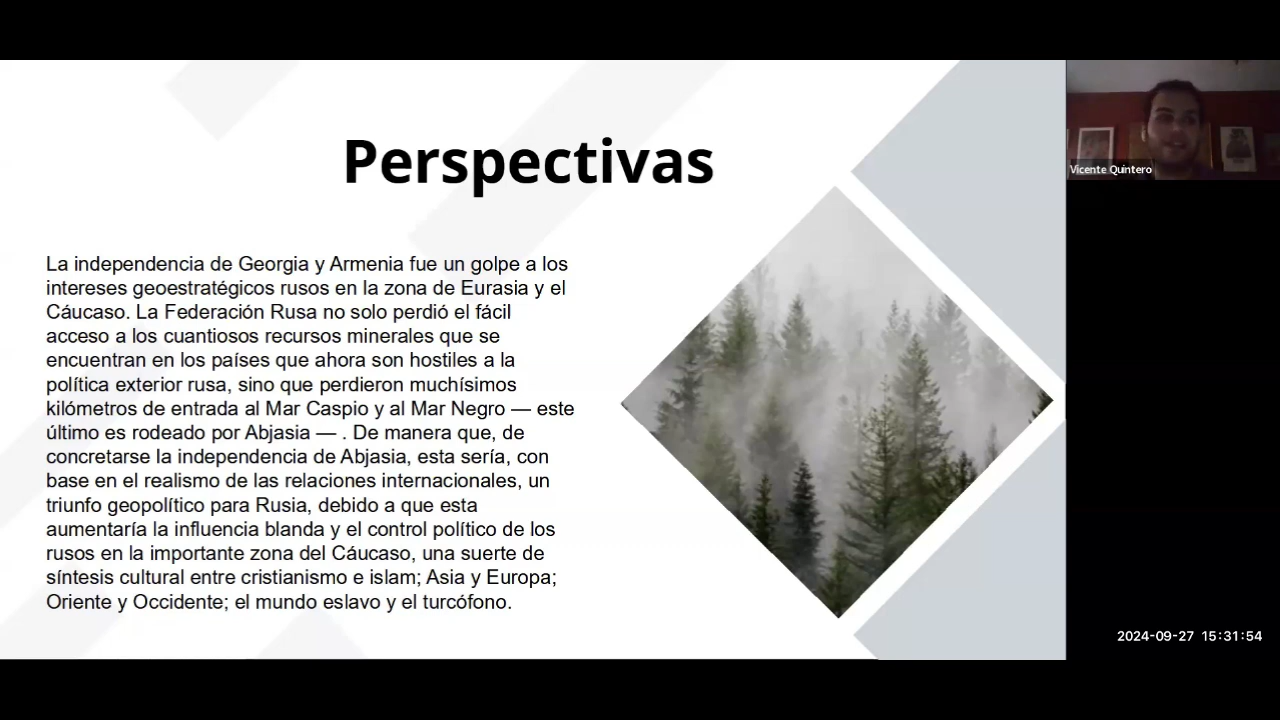 Perspectivas
La independencia de Georgia y Armenia fue un golpe a los
intereses geoestratégicos rusos en la zona de Eurasia y el
Cáucaso. La Federación Rusa no solo perdió el fácil
acceso a los cuantiosos recursos minerales que se
encuentran en los países que ahora son hostiles a la
política exterior rusa, sino que perdieron muchísimos
kilómetros de entrada al Mar Caspio y al Mar Negro — este
último es rodeado por Abjasia — . De manera que, de
concretarse la independencia de Abjasia, esta sería, con
base en el realismo de las relaciones internacionales, un
triunfo geopolítico para Rusia, debido a que esta
aumentaría la influencia blanda y el control político de los
rusos en la importante zona del Cáucaso, una suerte de
síntesis cultural entre cristianismo e islam; Asia y Europa;
Oriente y Occidente; el mundo eslavo y el turcófono.
Vicente Quintero
2024-09-27 15:31:54